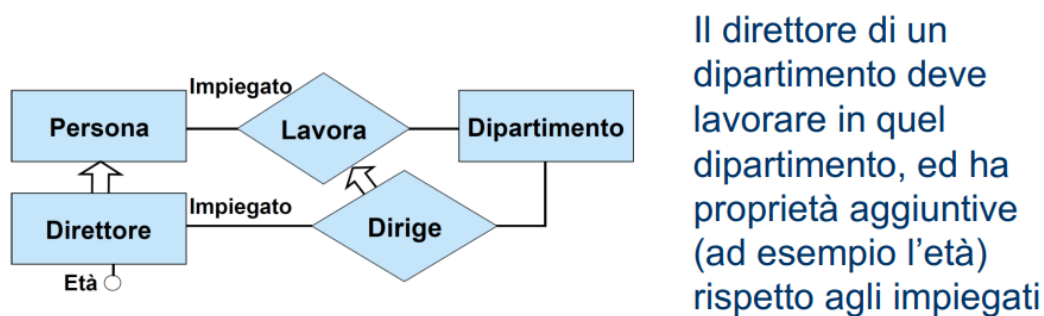 Impiegato
Persona
Lavora
Dipartimento
Impiegato
Direttore
Dirige
Età
Il direttore di un
dipartimento deve
lavorare in quel
dipartimento, ed ha
proprietà aggiuntive
(ad esempio l'età)
rispetto agli impiegati